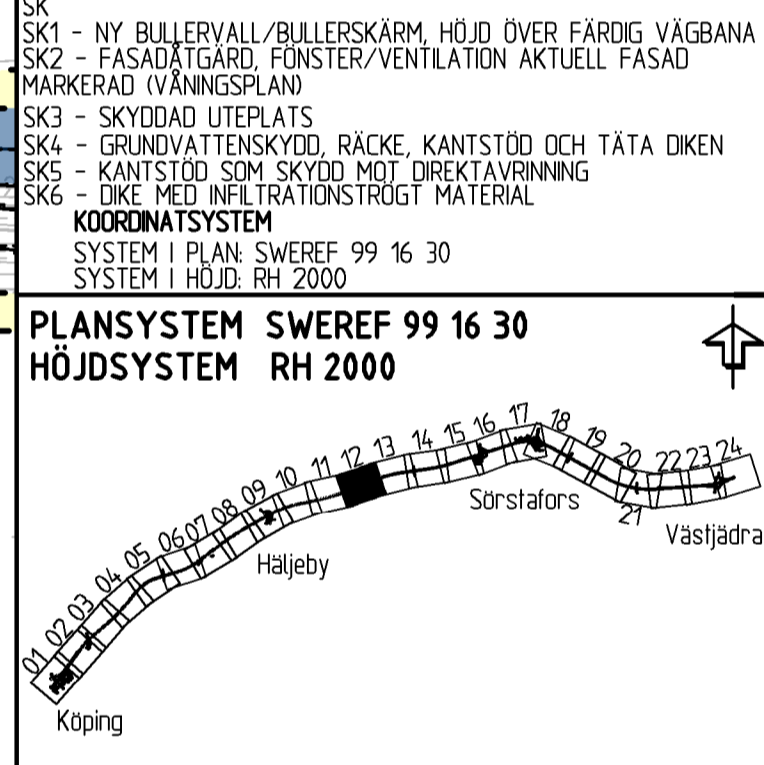 SK
SK1 - NY BULLERVALL/BULLERSKÄRM, HÖJD ÖVER FÄRDIG VÄGBANA
SK2 - FASADÅTGÄRD, FÖNSTER/VENTILATION AKTUELL FASAD
MARKERAD (VÅNINGSPLAN)
SK3 - SKYDDAD UTEPLATS
SK4 - GRUNDVATTENSKYDD, RÄCKE, KANTSTÖD OCH TÄTA DIKEN
SK5 - KANTSTÖD SOM SKYDD MOT DIREKTAVRINNING
SK6 - DIKE MED INFILTRATIONSTRÖGT MATERIAL
KOORDINATSYSTEM
SYSTEM I PLAN: SWEREF 99 16 30
SYSTEM I HÖJD: RH 2000
PLANSYSTEM SWEREF 99 16 30
HÖJDSYSTEM RH 2000
01 02 03 04 05 06 07 08 09 10 11 12 13 14 15 16 17 18 19 20 21 22 23 24
Sörstafors
Västjädra
Häljeby
Köping